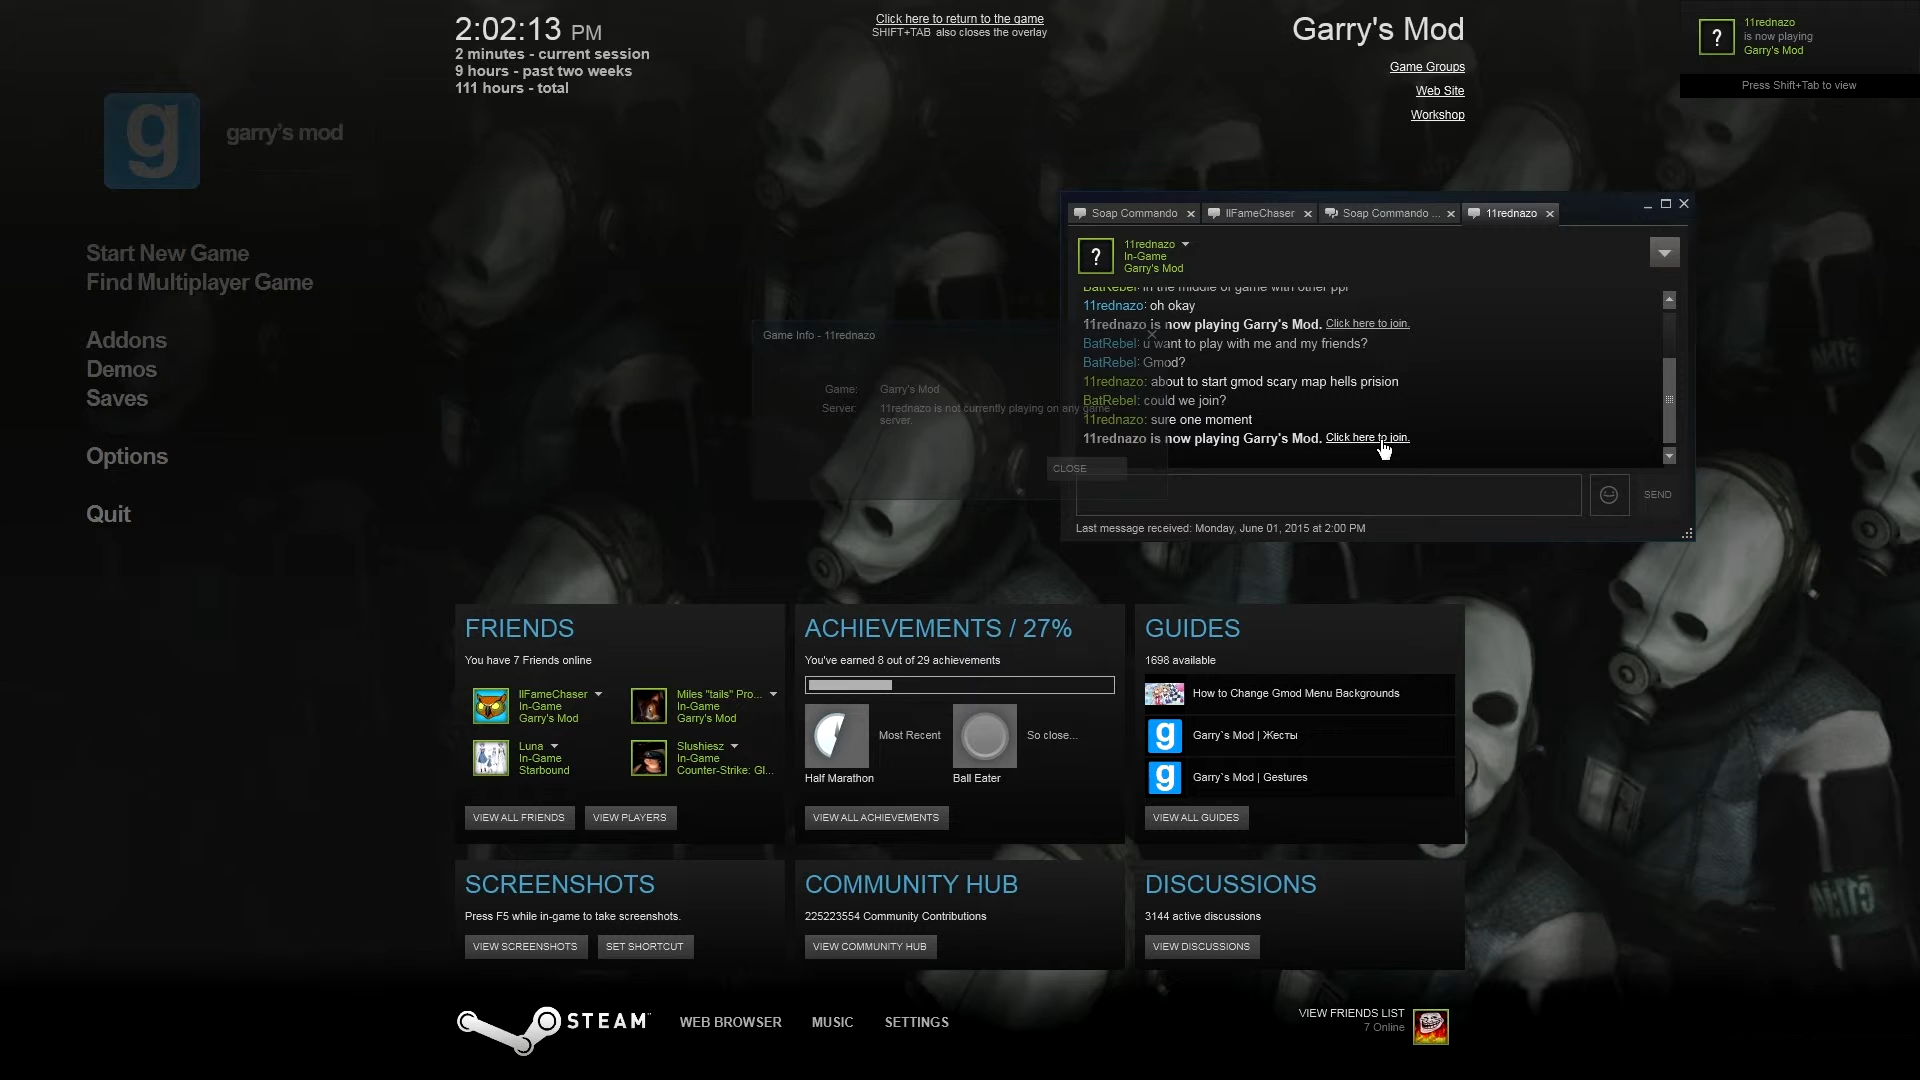 2:02:13 PM
2 minutes - current session
9 hours - past two weeks
111 hours - total
Click here to return to the game
SHIFT+TAB also closes the overlay
Garry's Mod
Game Groups
Web Site
Workshop
11rednazo
is now playing
Garry's Mod
Press Shift+Tab to view
g garry's mod
Start New Game
Find Multiplayer Game
Addons
Demos
Saves
Options
Quit
Game Info - 11rednazo
Game: Garry's Mod
Server: 11rednazo is not currently playing on any game
server.
CLOSE
Soap Commando
IlFameChaser
Soap Commando ...
11rednazo
11rednazo
In-Game
Garry's Mod
BatRebel: in the middle of game with other ppl
11rednazo: oh okay
11rednazo is now playing Garry's Mod. Click here to join.
BatRebel: u want to play with me and my friends?
BatRebel: Gmod?
11rednazo: about to start gmod scary map hells prision
BatRebel: could we join?
11rednazo: sure one moment
11rednazo is now playing Garry's Mod. Click here to join.
SEND
Last message received: Monday, June 01, 2015 at 2:00 PM
FRIENDS
You have 7 Friends online
IlFameChaser
In-Game
Garry's Mod
Miles "tails" Pro...
In-Game
Garry's Mod
Luna
In-Game
Starbound
Slushiesz
In-Game
Counter-Strike: Gl...
VIEW ALL FRIENDS
VIEW PLAYERS
ACHIEVEMENTS / 27%
You've earned 8 out of 29 achievements
Most Recent
So close...
Half Marathon
Ball Eater
VIEW ALL ACHIEVEMENTS
GUIDES
1698 available
How to Change Gmod Menu Backgrounds
g Garry`s Mod | Жесты
g Garry`s Mod | Gestures
VIEW ALL GUIDES
SCREENSHOTS
Press F5 while in-game to take screenshots.
VIEW SCREENSHOTS
SET SHORTCUT
COMMUNITY HUB
225223554 Community Contributions
VIEW COMMUNITY HUB
DISCUSSIONS
3144 active discussions
VIEW DISCUSSIONS
STEAM
WEB BROWSER
MUSIC
SETTINGS
VIEW FRIENDS LIST
7 Online